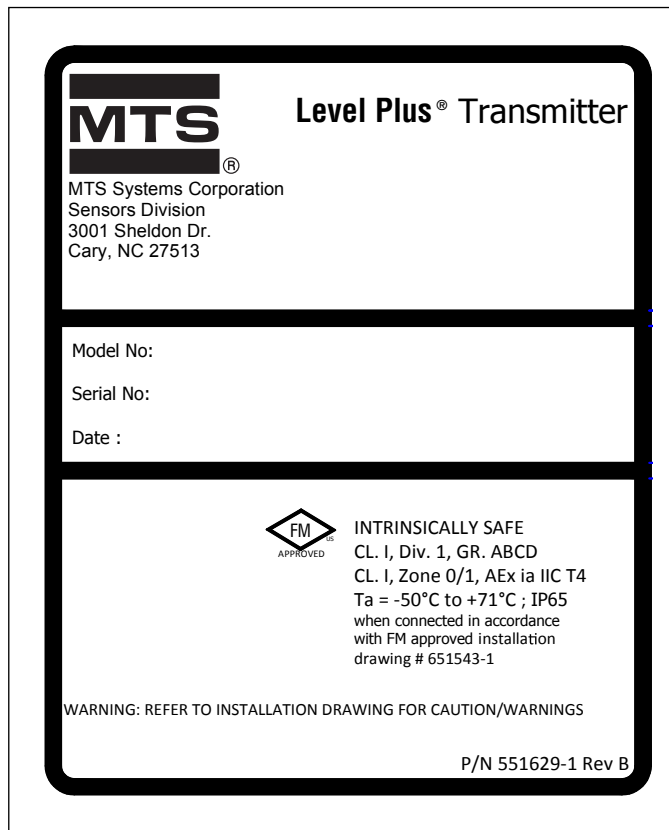 MTS ®
Level Plus ® Transmitter
MTS Systems Corporation
Sensors Division
3001 Sheldon Dr.
Cary, NC 27513
Model No:
Serial No:
Date :
FM us
APPROVED
INTRINSICALLY SAFE
CL. I, Div. 1, GR. ABCD
CL. I, Zone 0/1, AEx ia IIC T4
Ta = -50°C to +71°C ; IP65
when connected in accordance
with FM approved installation
drawing # 651543-1
WARNING: REFER TO INSTALLATION DRAWING FOR CAUTION/WARNINGS
P/N 551629-1 Rev B